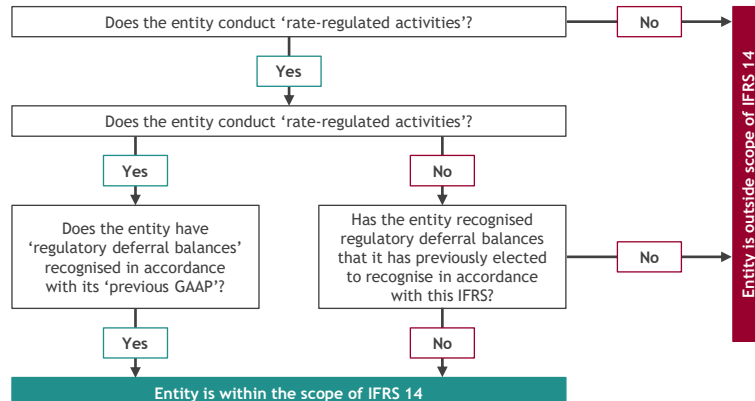 Does the entity conduct ‘rate-regulated activities’?
No
Yes
Does the entity conduct ‘rate-regulated activities’?
Yes
No
Does the entity have
‘regulatory deferral balances’
recognised in accordance
with its ‘previous GAAP’?
Has the entity recognised
regulatory deferral balances
that it has previously elected
to recognise in accordance
with this IFRS?
No
Yes
No
Entity is within the scope of IFRS 14
Entity is outside scope of IFRS 14